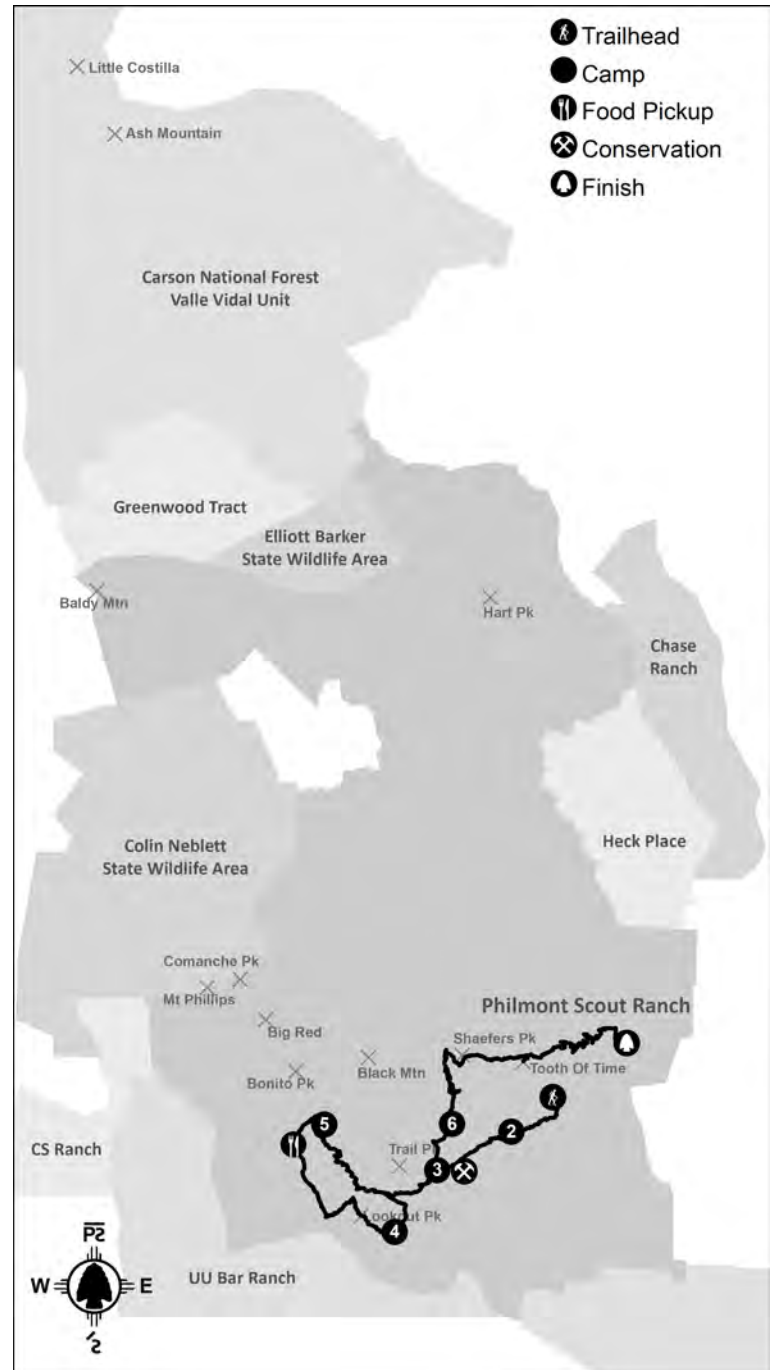 Trailhead
Camp
Food Pickup
Conservation
Finish
Little Costilla
Ash Mountain
Carson National Forest
Valle Vidal Unit
Greenwood Tract
Elliott Barker
State Wildlife Area
Baldy Mtn
Hart Pk
Chase
Ranch
Heck Place
Colin Neblett
State Wildlife Area
Comanche Pk
Mt Phillips
Big Red
Philmont Scout Ranch
Shaefers Pk
Black Mtn
Tooth Of Time
Bonito Pk
5
6
2
CS Ranch
Trail P
3
Lookout Pk
4
UU Bar Ranch
W
E